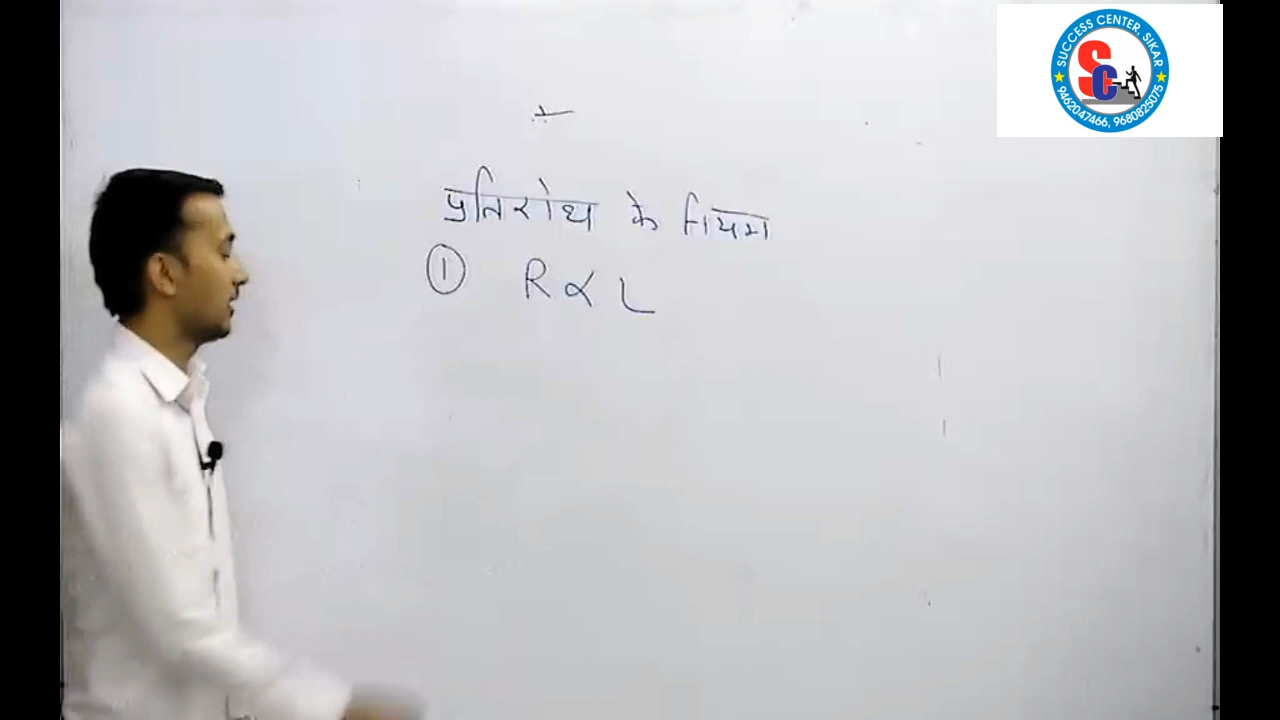 SUCCESS CENTER, SIKAR
SC
9462047466, 9680825075
प्रतिरोध के नियम
① R ∝ L